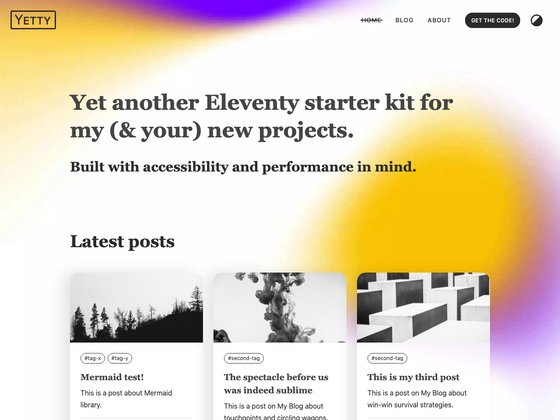 YETTY
HOME BLOG ABOUT GET THE CODE!
Yet another Eleventy starter kit for
my (& your) new projects.
Built with accessibility and performance in mind.
Latest posts
#tag-x #tag-y
Mermaid test!
This is a post about Mermaid
library.
#second-tag
The spectacle before us
was indeed sublime
This is a post on My Blog about
touchpoints and circling wagons.
#second-tag
This is my third post
This is a post on My Blog about
win-win survival strategies.